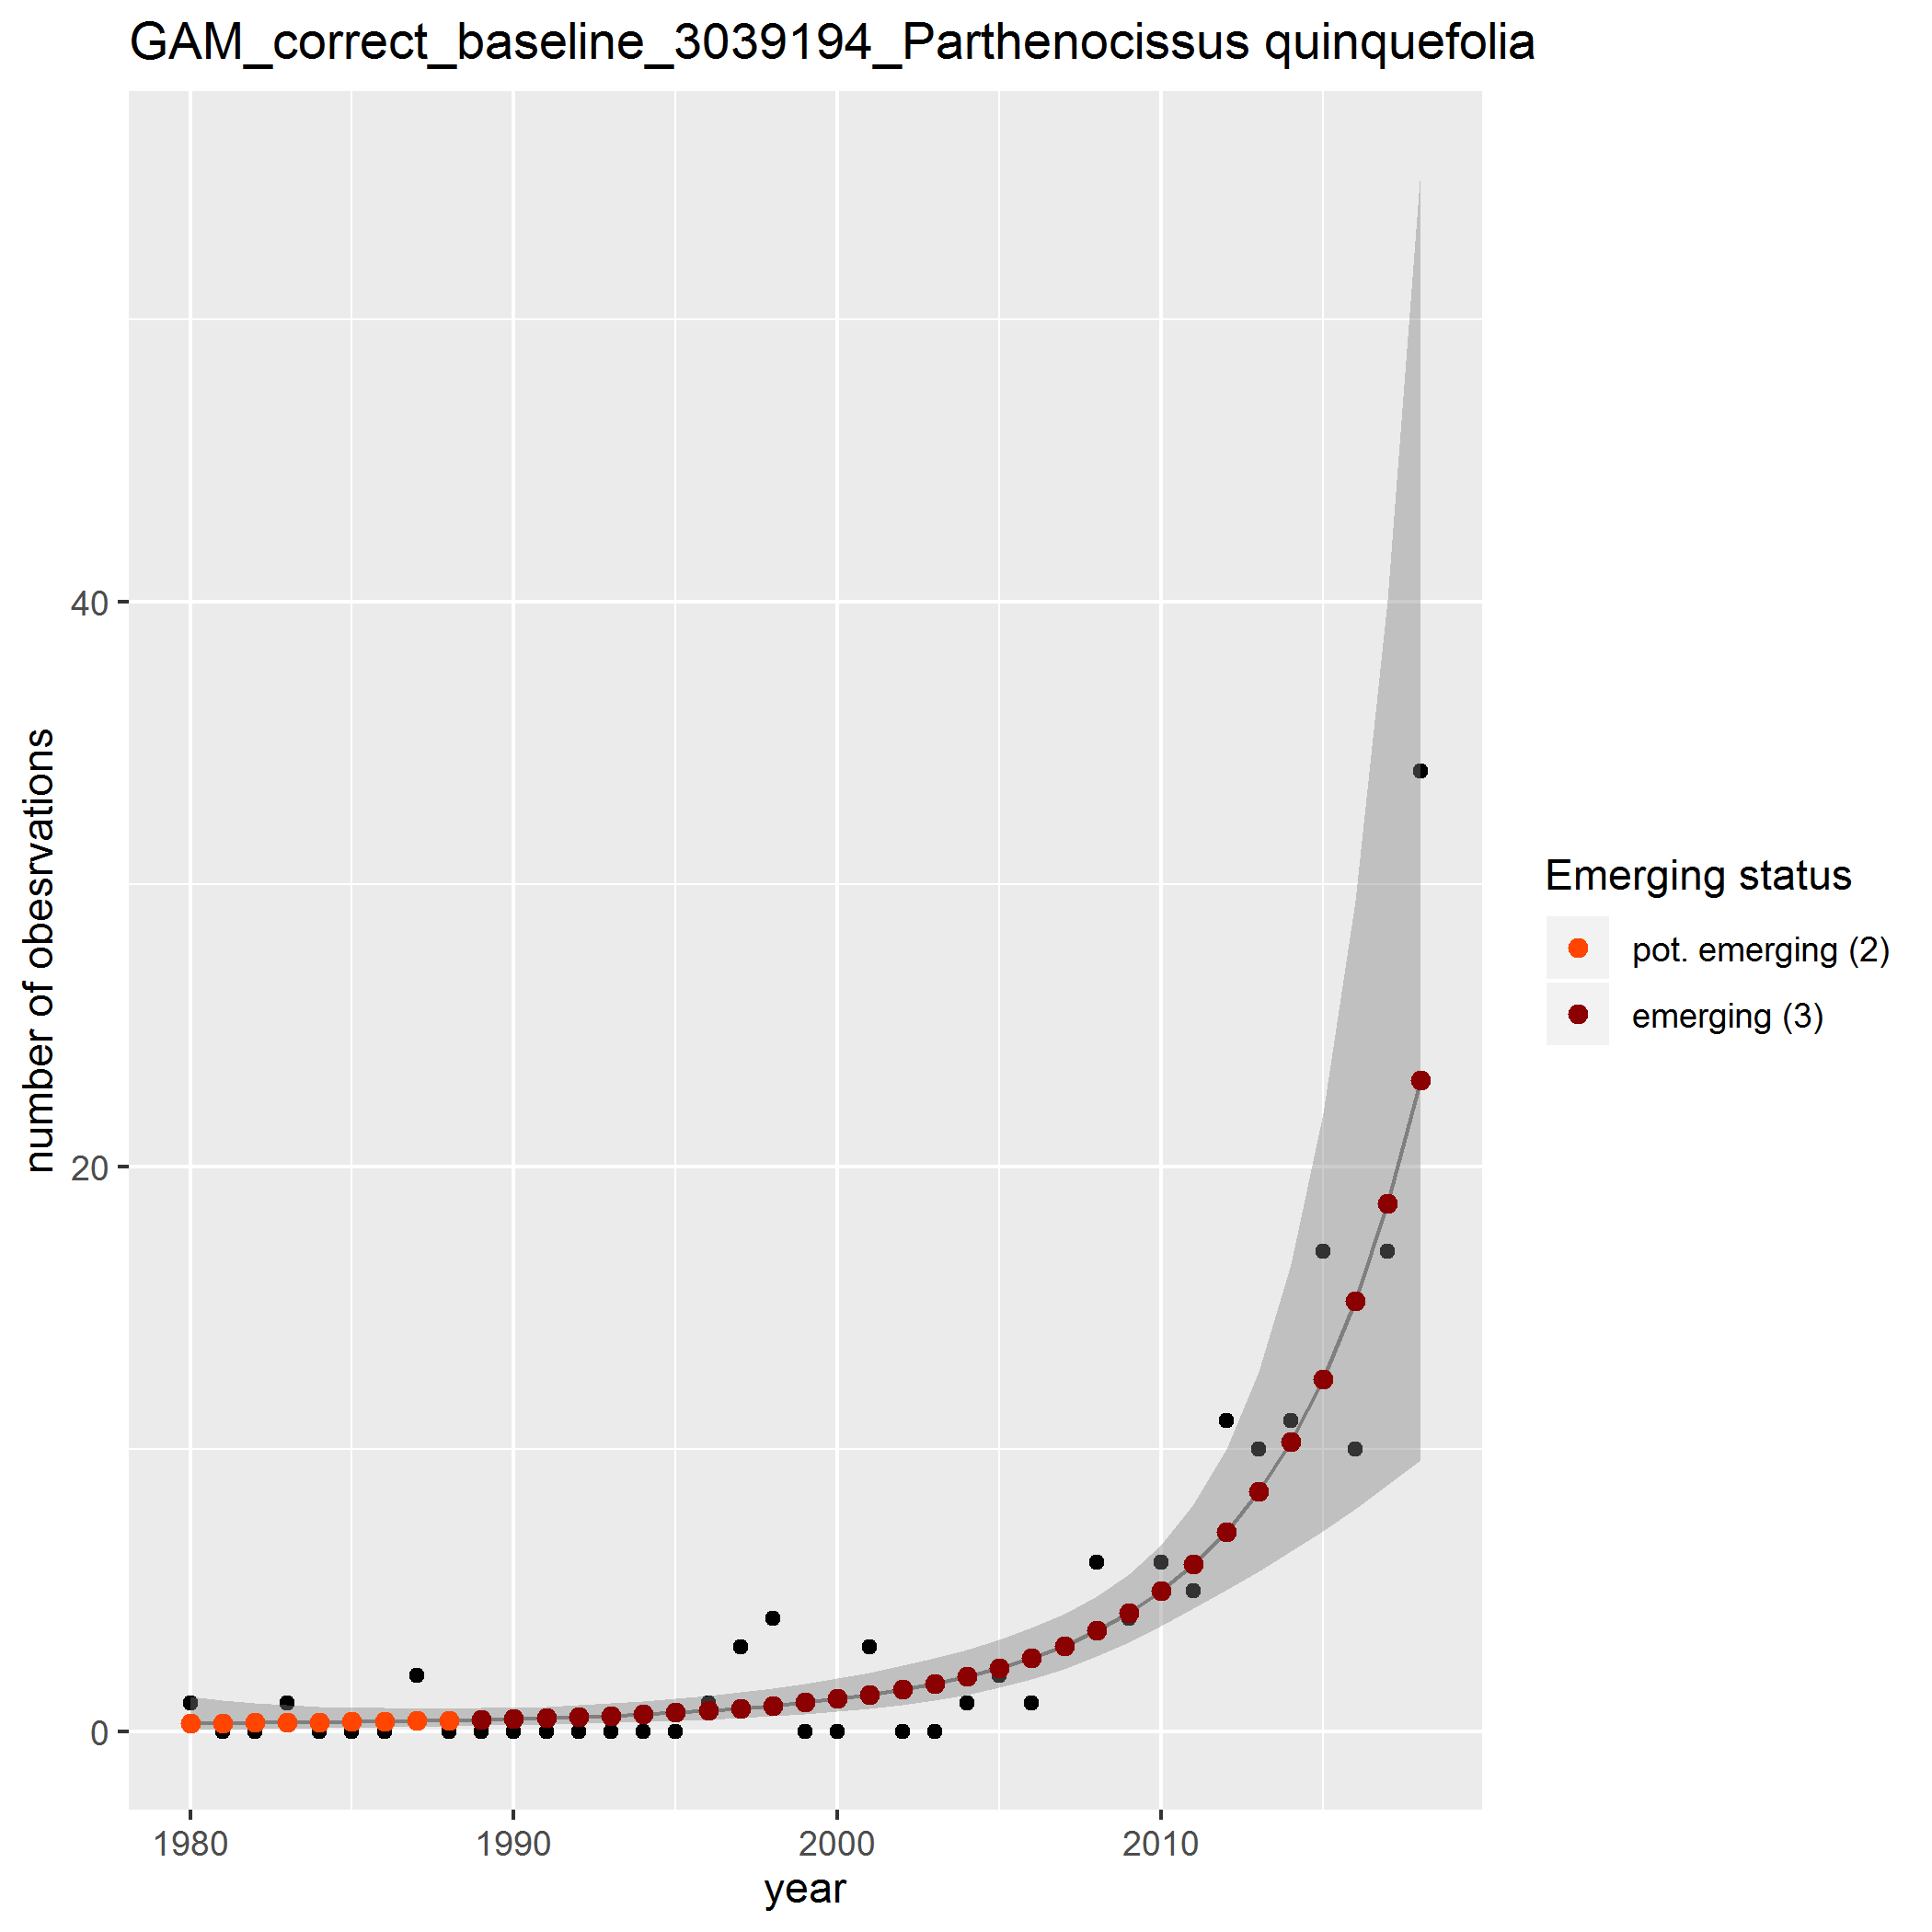 GAM_correct_baseline_3039194_Parthenocissus quinquefolia
number of obesrvations
40
20
0
1980
1990
2000
2010
year
Emerging status
pot. emerging (2)
emerging (3)